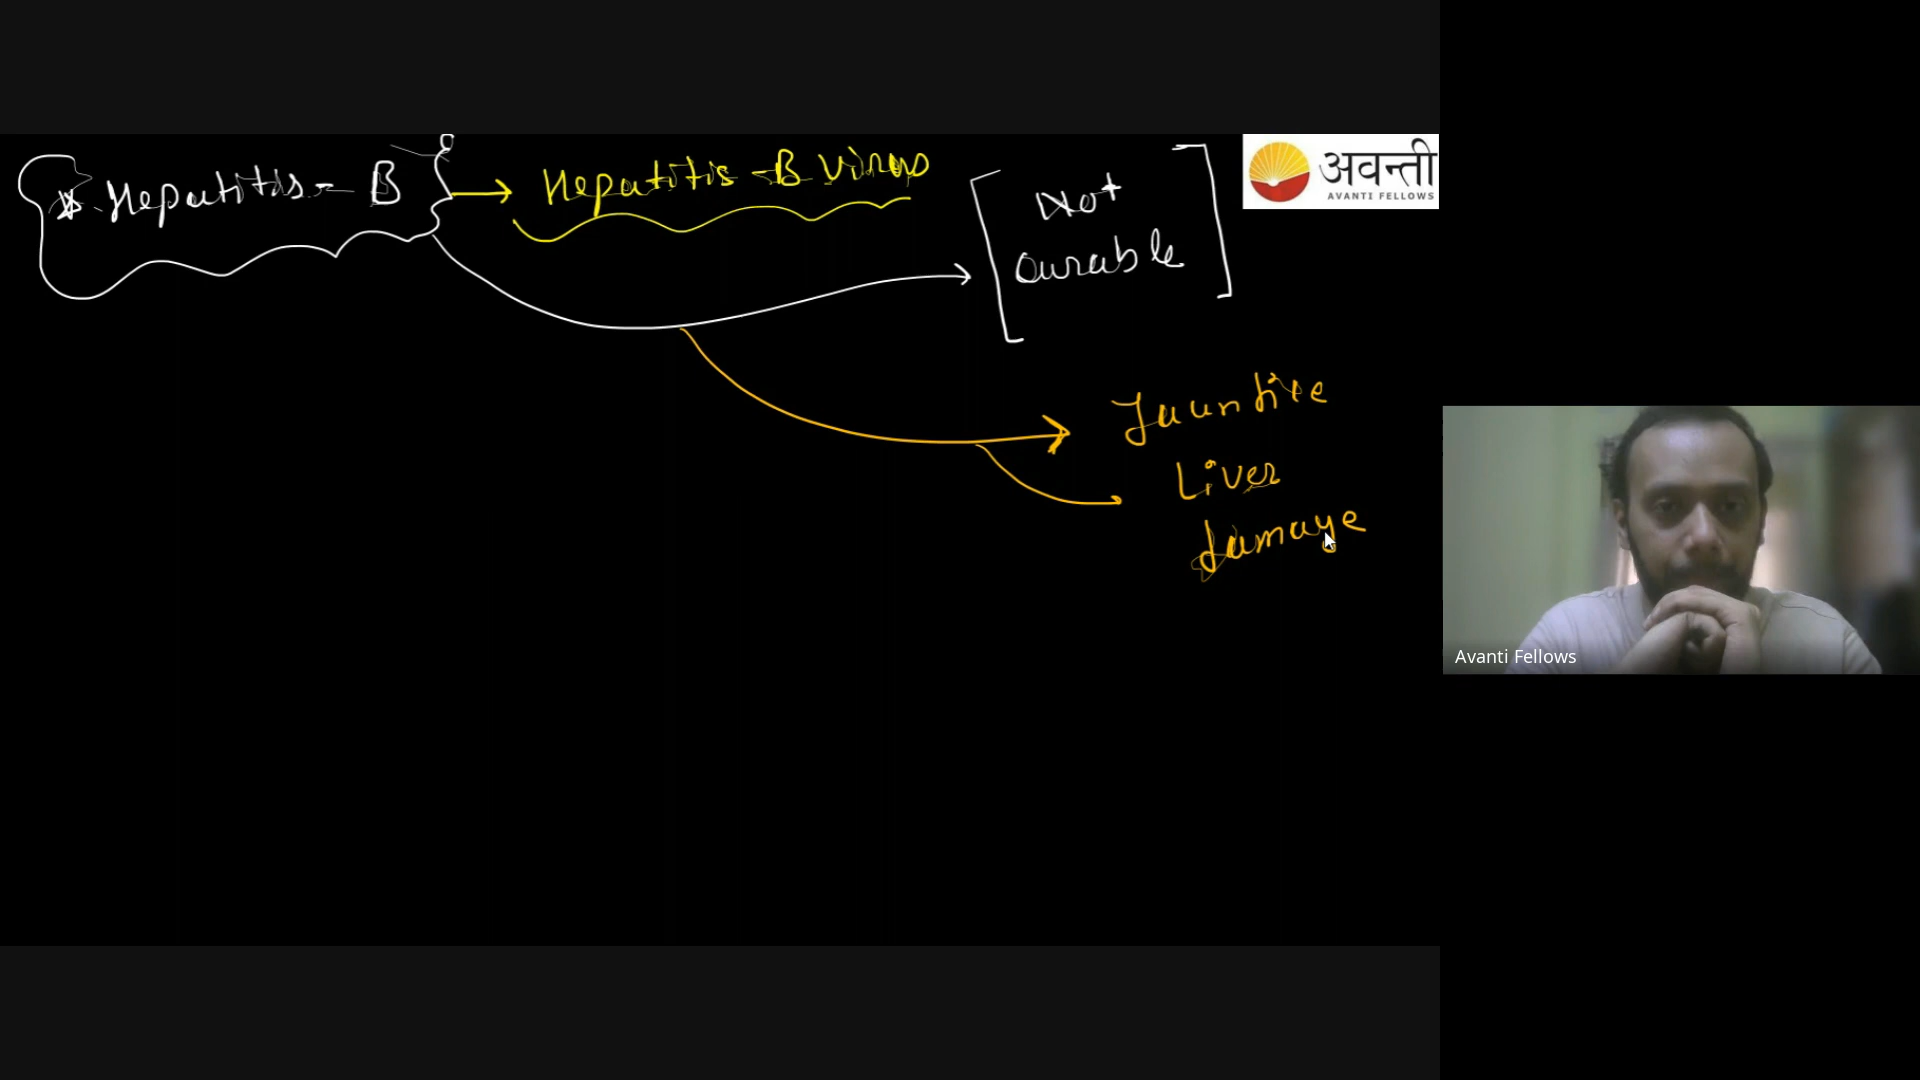 * Hepatitis - B
Hepatitis - B Virus
Not
curable
अवन्ती
AVANTI FELLOWS
Jaundice
Liver
damage
Avanti Fellows